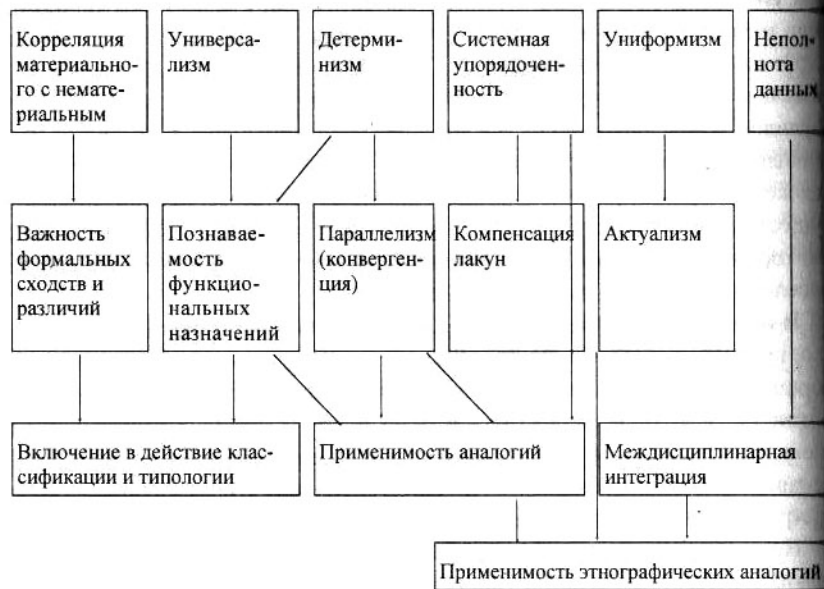 Корреляция
материально-
го с нематe-
риальным
Универса-
лизм
Детерми-
низм
Системная
упорядочен-
ность
Униформизм
Непол-
нота
данных
Важность
формальных
сходств и
различий
Познавае-
мость
функцио-
нальных
назначений
Параллелизм
(конверген-
ция)
Компенсация
лакун
Актуализм
Включение в действие клас-
сификации и типологии
Применимость аналогий
Междисциплинарная
интеграция
Применимость этнографических аналогий